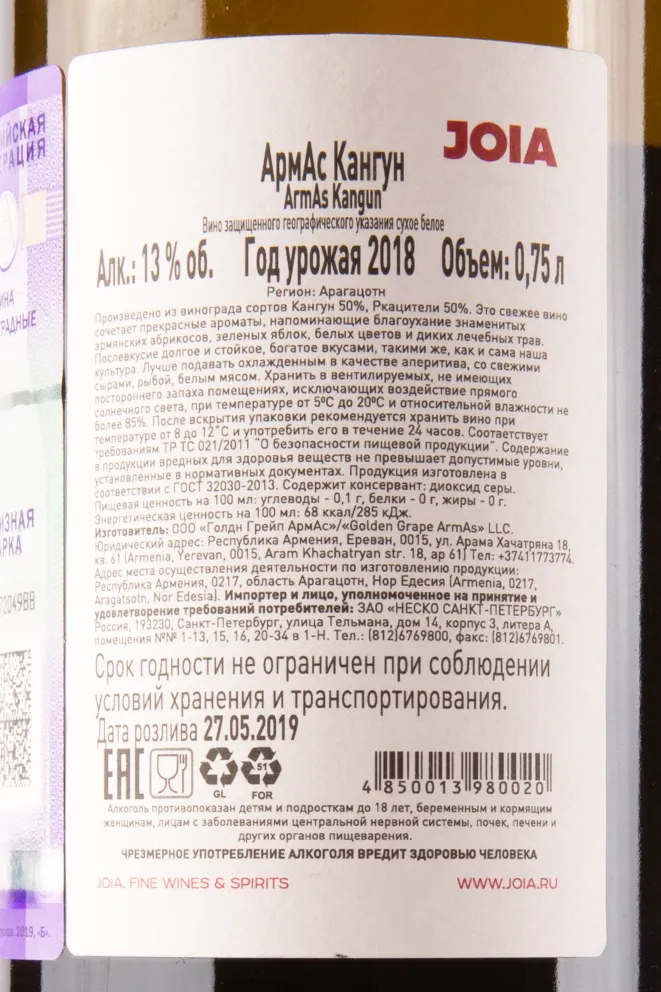 JOIA
АрмАс Кангун
ArmAs Kangun
Вино защищенного географического указания сухое белое
Алк.: 13 % об. Год урожая 2018 Объем: 0,75 л
Регион: Арагацотн
Произведено из винограда сортов Кангун 50%, Ркацители 50%. Это свежее вино
сочетает прекрасные ароматы, напоминающие благоухание знаменитых
армянских абрикосов, зеленых яблок, белых цветов и диких лечебных трав.
Послевкусие долгое и стойкое, богатое вкусами, такими же, как и сама наша
культура. Лучше подавать охлажденным в качестве аперитива, со свежими
сырами, рыбой, белым мясом. Хранить в вентилируемых, не имеющих
постороннего запаха помещениях, исключающих воздействие прямого
солнечного света, при температуре от 5ºС до 20ºС и относительной влажности не
более 85%. После вскрытия упаковки рекомендуется хранить вино при
температуре от 8 до 12˚С и употребить его в течение 24 часов. Соответствует
требованиям ТР ТС 021/2011 "О безопасности пищевой продукции". Содержание
в продукции вредных для здоровья веществ не превышает допустимые уровни,
установленные в нормативных документах. Продукция изготовлена в
соответствии с ГОСТ 32030-2013. Содержит консервант: диоксид серы.
Пищевая ценность на 100 мл: углеводы - 0,1 г, белки - 0 г, жиры - 0 г.
Энергетическая ценность на 100 мл: 68 ккал/285 кДж.
Изготовитель: ООО «Голдн Грейп АрмАс»/«Golden Grape ArmAs» LLC.
Юридический адрес: Республика Армения, Ереван, 0015, ул. Арама Хачатряна 18,
кв. 61 (Armenia, Yerevan, 0015, Aram Khachatryan str. 18, ap 61) Тел: +37411773774.
Адрес места осуществления деятельности по изготовлению продукции:
Республика Армения, 0217, область Арагацотн, Нор Едесия (Armenia, 0217,
Aragatsotn, Nor Edesia). Импортер и лицо, уполномоченное на принятие и
удовлетворение требований потребителей: ЗАО «НЕСКО САНКТ-ПЕТЕРБУРГ»
Россия, 193230, Санкт-Петербург, улица Тельмана, дом 14, корпус 3, литера А,
помещения №№ 1-13, 15, 16, 20-34 в 1-Н. Тел.: (812)6769800, факс: (812)6769801.
Срок годности не ограничен при соблюдении
условий хранения и транспортирования.
Дата розлива 27.05.2019
EAC
GL
51
FOR
4 850013 980020
Алкоголь противопоказан детям и подросткам до 18 лет, беременным и кормящим
женщинам, лицам с заболеваниями центральной нервной системы, почек, печени и
других органов пищеварения.
ЧРЕЗМЕРНОЕ УПОТРЕБЛЕНИЕ АЛКОГОЛЯ ВРЕДИТ ЗДОРОВЬЮ ЧЕЛОВЕКА
JOIA. FINE WINES & SPIRITS WWW.JOIA.RU